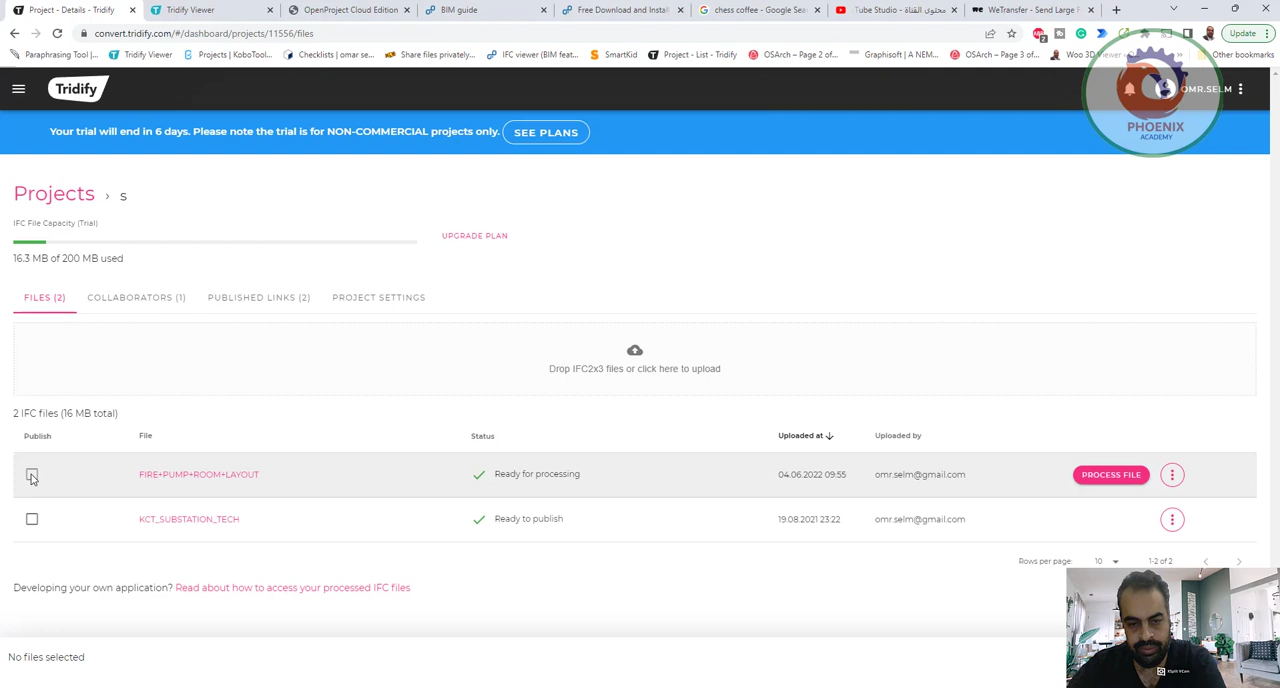 Project - Details - Tridify
Tridify Viewer
OpenProject Cloud Edition
BIM guide
Free Download and Install
chess coffee - Google Sea
محتوى القناة - Tube Studio
WeTransfer - Send Large F
convert.tridify.com/#/dashboard/projects/11556/files
Update
Paraphrasing Tool |...
Tridify Viewer
Projects | KoboTool...
Checklists | omar se...
Share files privately...
IFC viewer (BIM feat...
SmartKid
Project - List - Tridify
OSArch – Page 2 of...
Graphisoft | A NEM...
OSArch – Page 3 of...
Woo 3D Viewer
Other bookmarks
Tridify
OMR.SELM
PHOENIX
ACADEMY
Your trial will end in 6 days. Please note the trial is for NON-COMMERCIAL projects only.
SEE PLANS
Projects › S
IFC File Capacity (Trial)
UPGRADE PLAN
16.3 MB of 200 MB used
FILES (2)
COLLABORATORS (1)
PUBLISHED LINKS (2)
PROJECT SETTINGS
Drop IFC2x3 files or click here to upload
2 IFC files (16 MB total)
Publish
File
Status
Uploaded at
Uploaded by
FIRE+PUMP+ROOM+LAYOUT
Ready for processing
04.06.2022 09:55
omr.selm@gmail.com
PROCESS FILE
KCT_SUBSTATION_TECH
Ready to publish
19.08.2021 23:22
omr.selm@gmail.com
Rows per page:
10
1-2 of 2
Developing your own application? Read about how to access your processed IFC files
No files selected
XSplit VCam